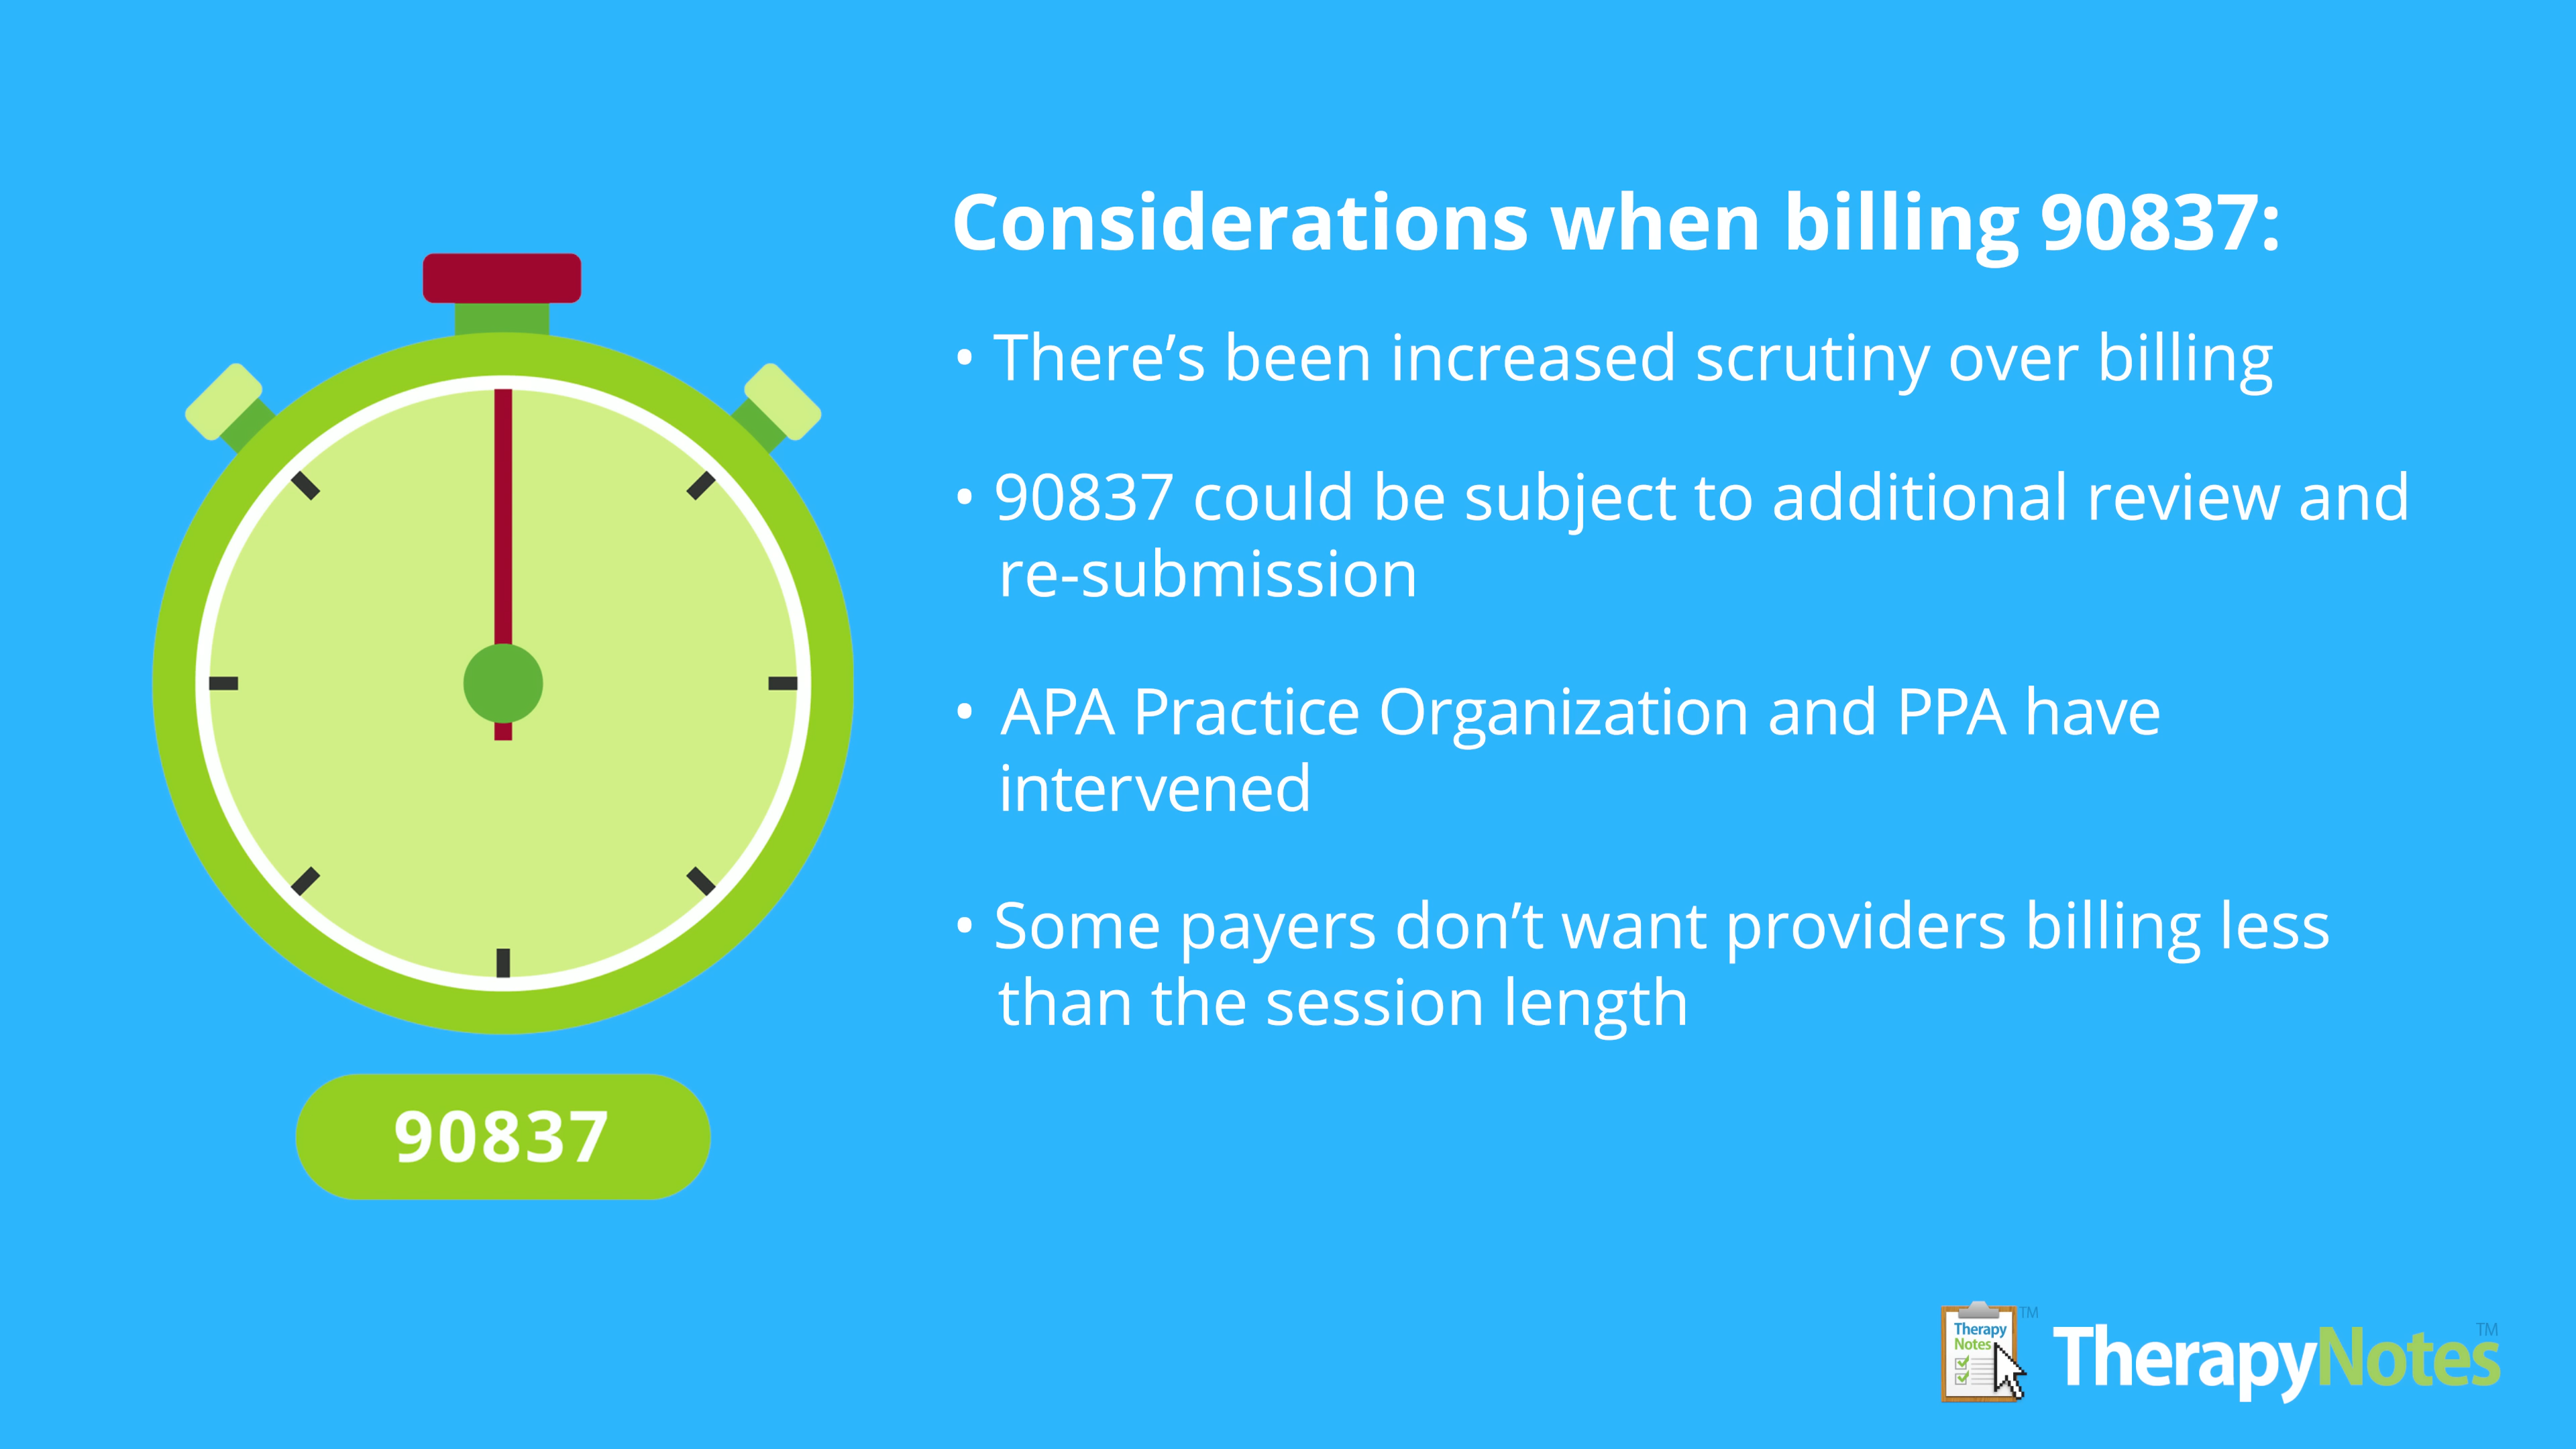 Considerations when billing 90837:
• There’s been increased scrutiny over billing
• 90837 could be subject to additional review and
re-submission
• APA Practice Organization and PPA have
intervened
• Some payers don’t want providers billing less
than the session length
90837
Therapy
Notes
TM
TherapyNotes
TM